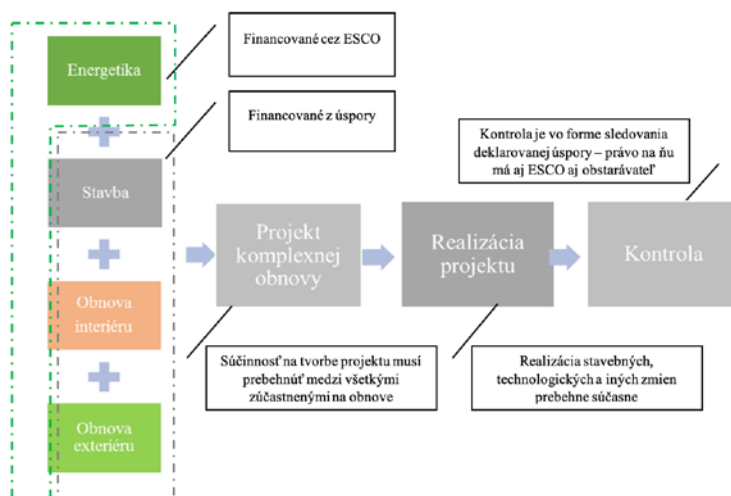 Energetika
Financované cez ESCO
Financované z úspory
Stavba
Kontrola je vo forme sledovania
deklarovanej úspory – právo na ňu
má aj ESCO aj obstarávateľ
Projekt
komplexnej
obnovy
Realizácia
projektu
Kontrola
Obnova
interiéru
Súčinnosť na tvorbe projektu musí
prebehnúť medzi všetkými
zúčastnenými na obnove
Realizácia stavebných,
technologických a iných zmien
prebehne súčasne
Obnova
exteriéru